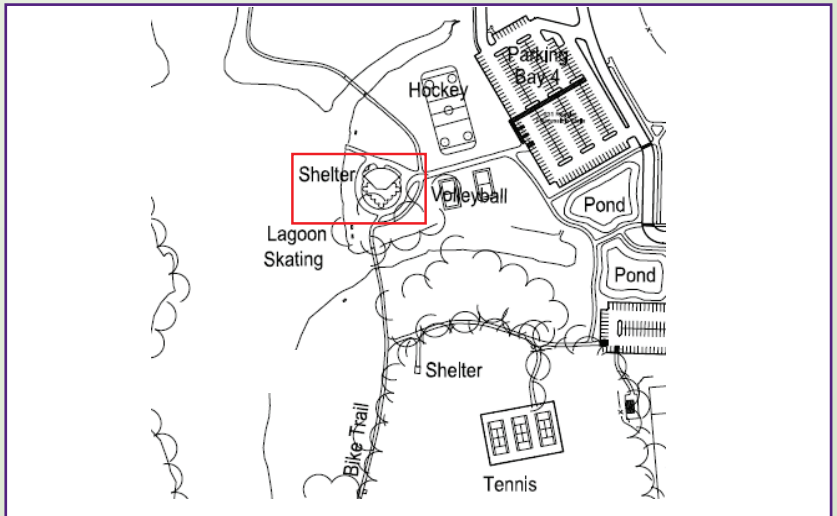 Parking
Bay 4
Hockey
Shelter
Volleyball
Pond
Lagoon
Skating
Pond
Shelter
Bike Trail
Tennis